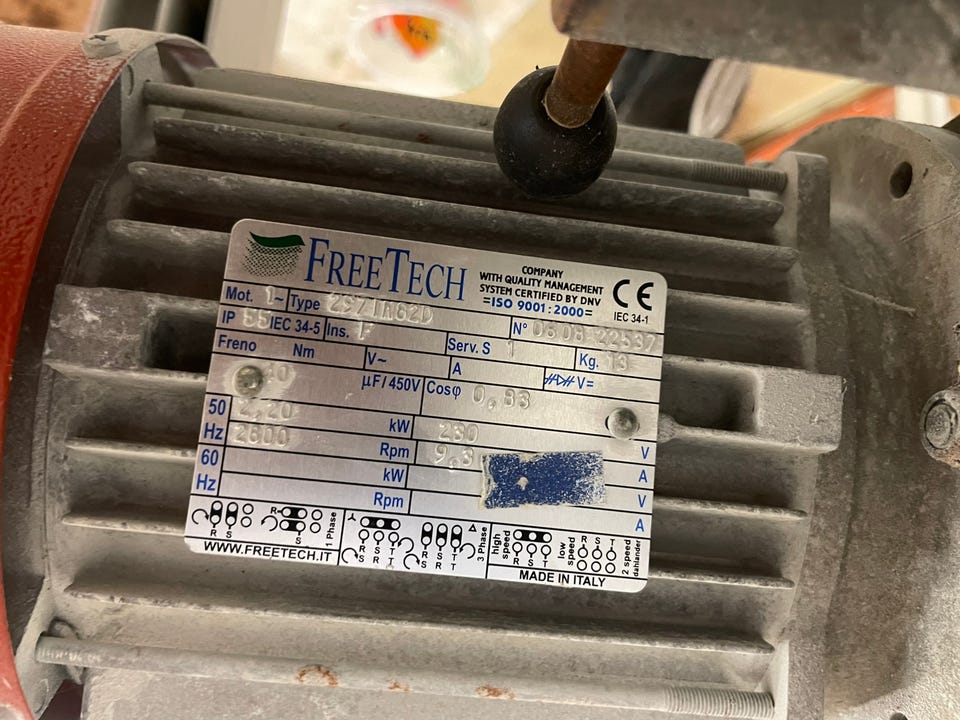 FREETECH
COMPANY
WITH QUALITY MANAGEMENT
SYSTEM CERTIFIED BY DNV
=ISO 9001:2000=
CE
IEC 34-1
Mot. 1~ Type N° 0808 22537
IP 55 IEC 34-5 Ins. F Serv. S 1 Kg. 13
Freno Nm V~ A V=
40 µF/450V Cosφ 0,83
50 Hz 2,20 kW 230 V
2800 Rpm 9,3 A
60 Hz kW V
Rpm A
R S R S 1 Phase
R S T R S T 3 Phase
high speed R S T low speed R S T 2 speed dahlander
WWW.FREETECH.IT
MADE IN ITALY